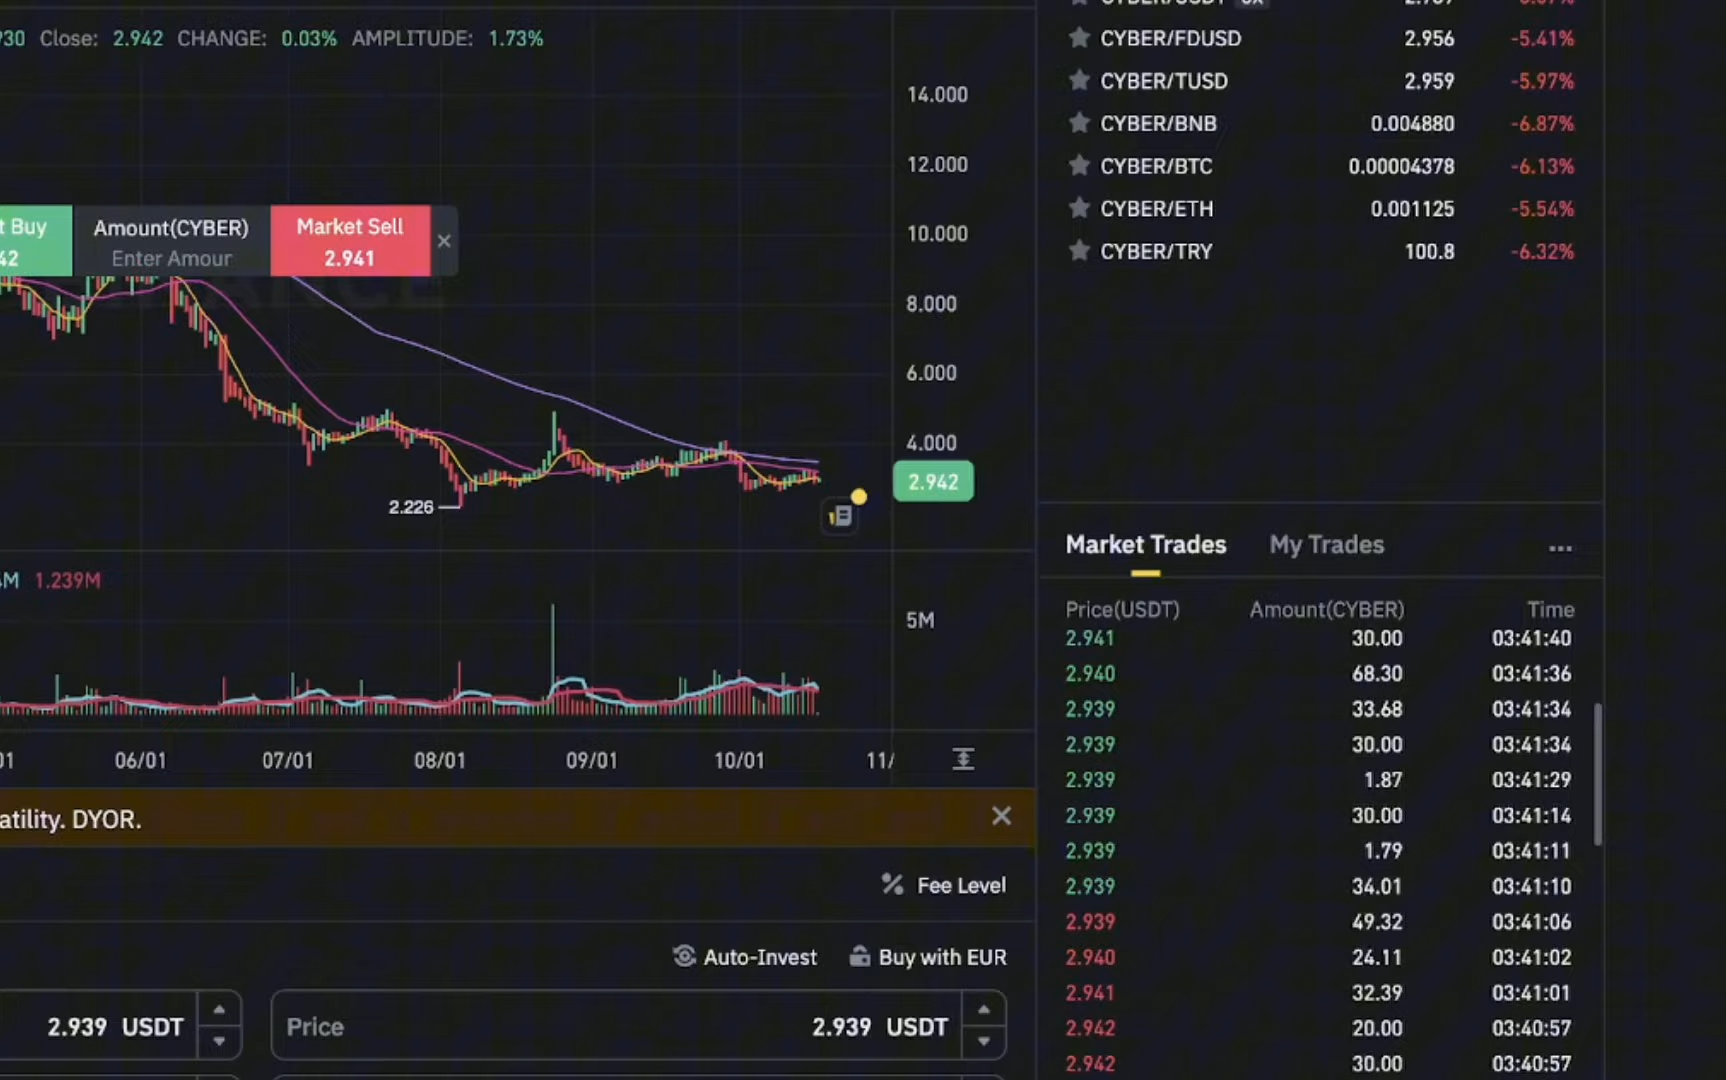 930 Close: 2.942 CHANGE: 0.03% AMPLITUDE: 1.73%
14.000
12.000
10.000
8.000
6.000
4.000
2.942
t Buy
42
Amount(CYBER)
Enter Amour
Market Sell
2.941
2.226
4M 1.239M
5M
01 06/01 07/01 08/01 09/01 10/01 11/
atility. DYOR.
Fee Level
Auto-Invest Buy with EUR
2.939 USDT
Price 2.939 USDT
CYBER/USDT
CYBER/FDUSD 2.956 -5.41%
CYBER/TUSD 2.959 -5.97%
CYBER/BNB 0.004880 -6.87%
CYBER/BTC 0.00004378 -6.13%
CYBER/ETH 0.001125 -5.54%
CYBER/TRY 100.8 -6.32%
Market Trades My Trades
Price(USDT) Amount(CYBER) Time
2.941 30.00 03:41:40
2.940 68.30 03:41:36
2.939 33.68 03:41:34
2.939 30.00 03:41:34
2.939 1.87 03:41:29
2.939 30.00 03:41:14
2.939 1.79 03:41:11
2.939 34.01 03:41:10
2.939 49.32 03:41:06
2.940 24.11 03:41:02
2.941 32.39 03:41:01
2.942 20.00 03:40:57
2.942 30.00 03:40:57